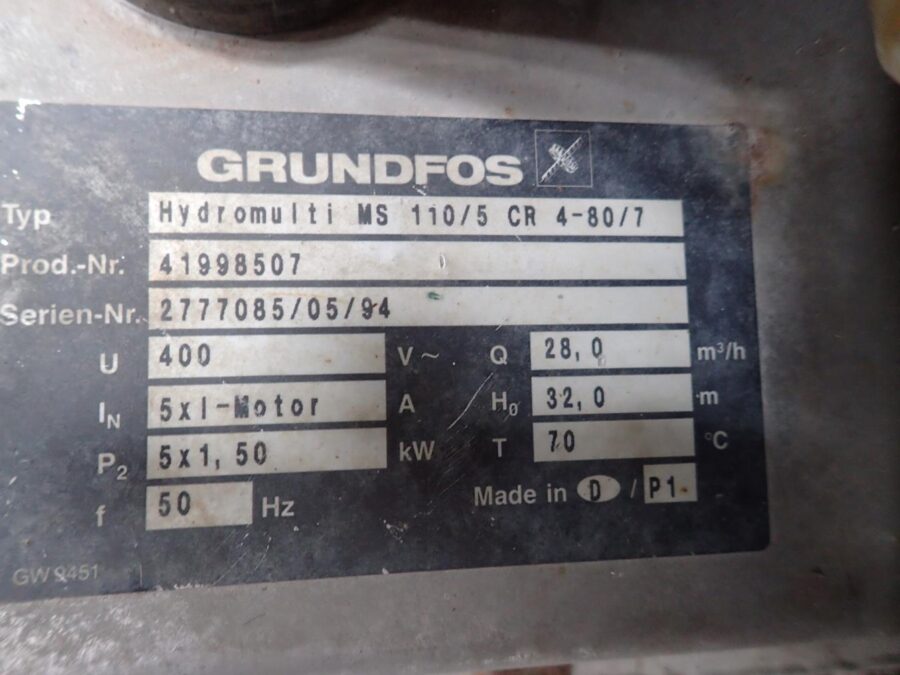 GRUNDFOS
Typ Hydromulti MS 110/5 CR 4-80/7
Prod.-Nr. 41998507
Serien-Nr. 2777085/05/94
U 400 V~ Q 28,0 m³/h
IN 5xI-Motor A H0 32,0 m
P2 5x1,50 kW T 70 °C
f 50 Hz Made in D / P1
GW 9451